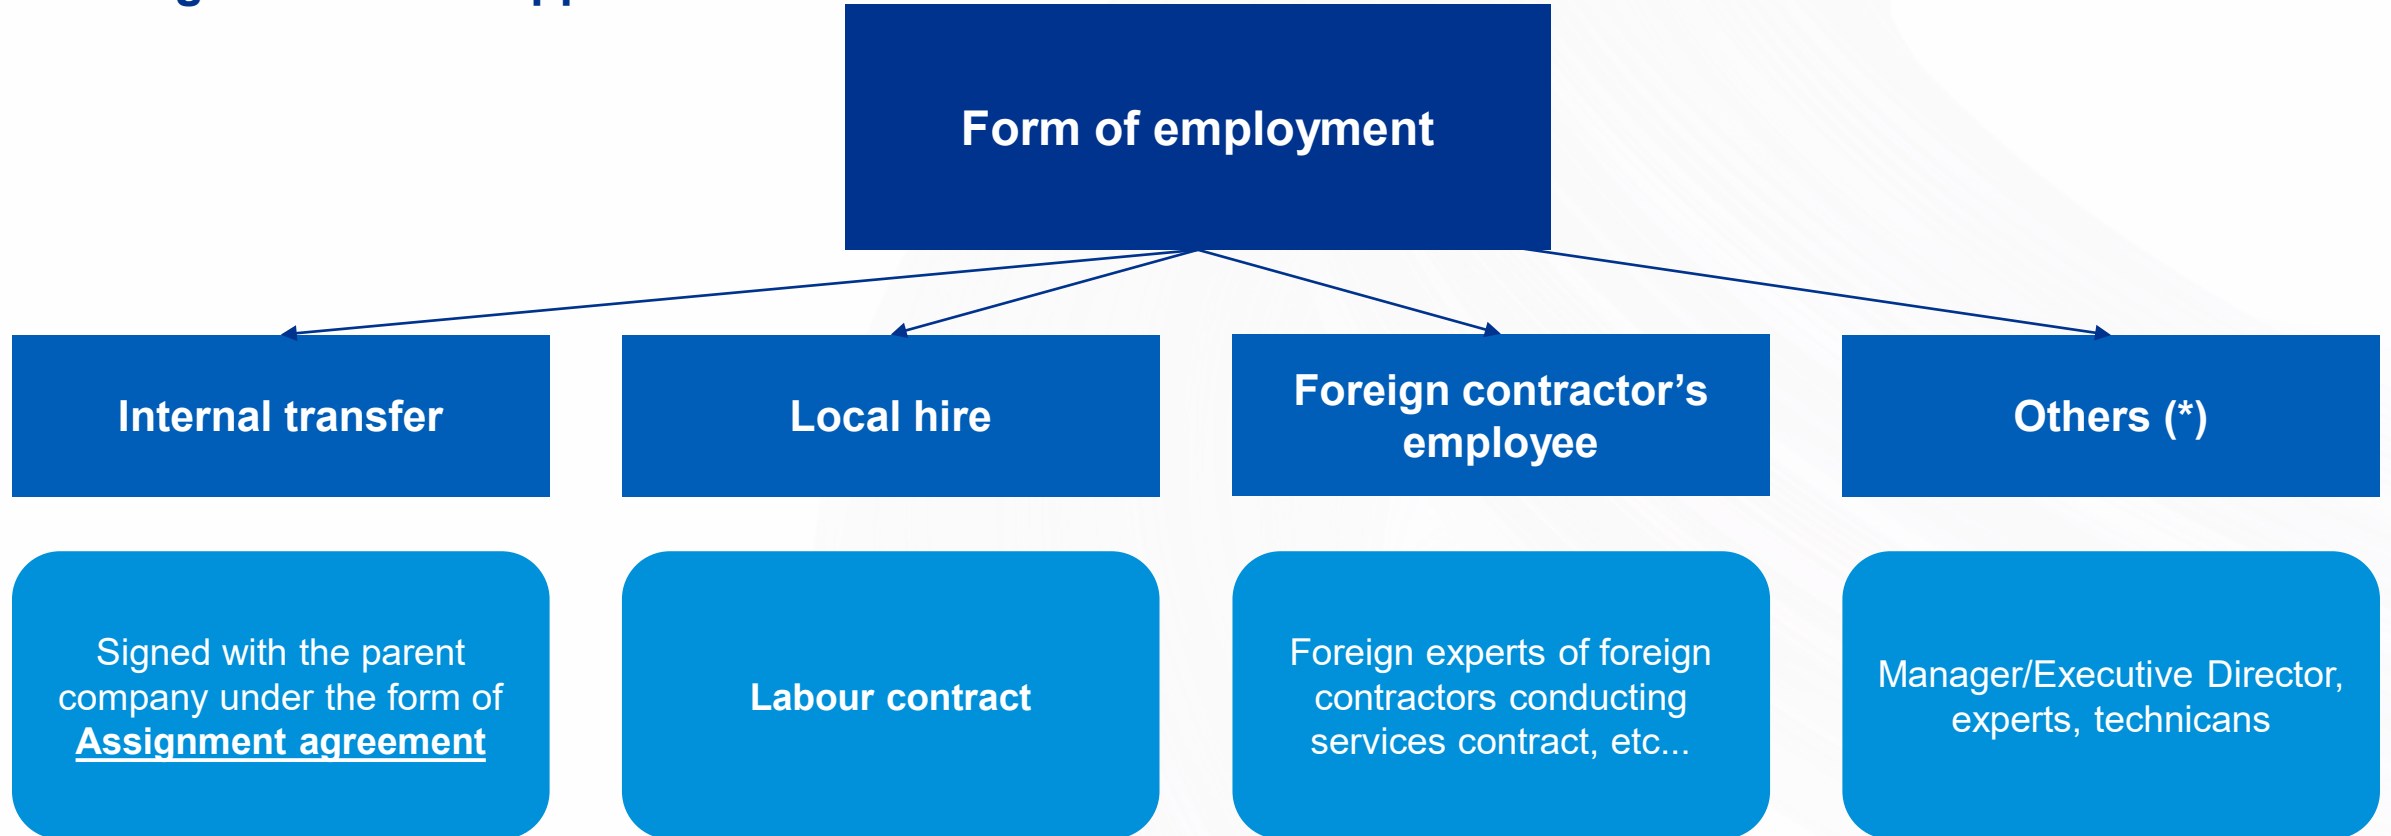 Form of employment
Internal transfer
Local hire
Foreign contractor’s
employee
Others (*)
Signed with the parent
company under the form of
Assignment agreement
Labour contract
Foreign experts of foreign
contractors conducting
services contract, etc...
Manager/Executive Director,
experts, technicans